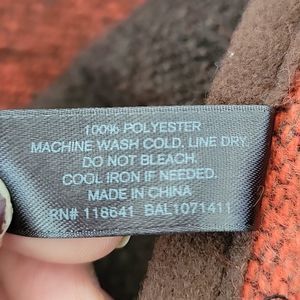 100% POLYESTER
MACHINE WASH COLD, LINE DRY.
DO NOT BLEACH.
COOL IRON IF NEEDED.
MADE IN CHINA
RN# 118641 BAL1071411